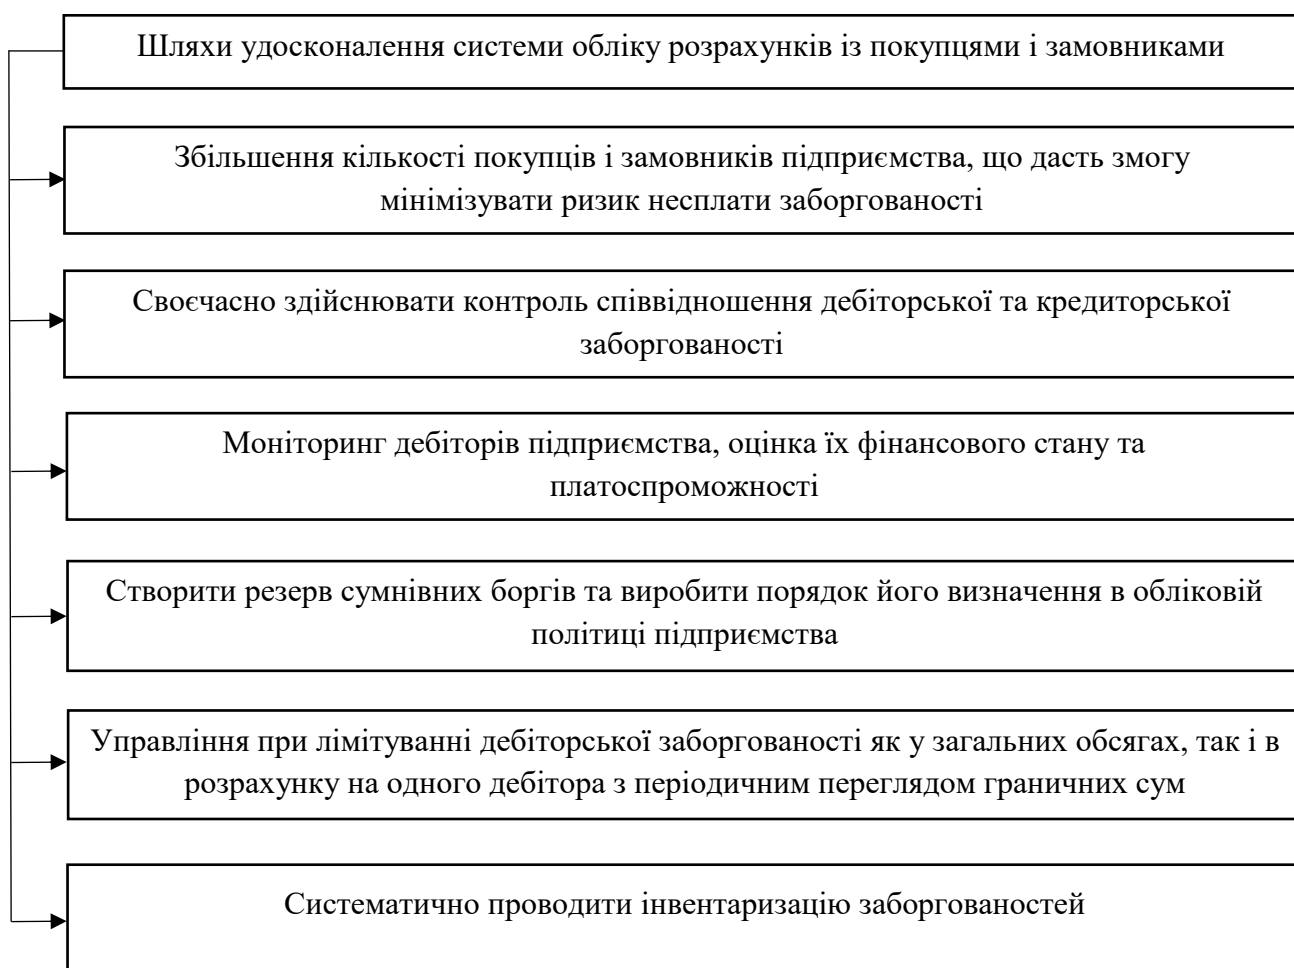 Шляхи удосконалення системи обліку розрахунків із покупцями і замовниками
Збільшення кількості покупців і замовників підприємства, що дасть змогу
мінімізувати ризик несплати заборгованості
Своєчасно здійснювати контроль співвідношення дебіторської та кредиторської
заборгованості
Моніторинг дебіторів підприємства, оцінка їх фінансового стану та
платоспроможності
Створити резерв сумнівних боргів та виробити порядок його визначення в обліковій
політиці підприємства
Управління при лімітуванні дебіторської заборгованості як у загальних обсягах, так і в
розрахунку на одного дебітора з періодичним переглядом граничних сум
Систематично проводити інвентаризацію заборгованостей